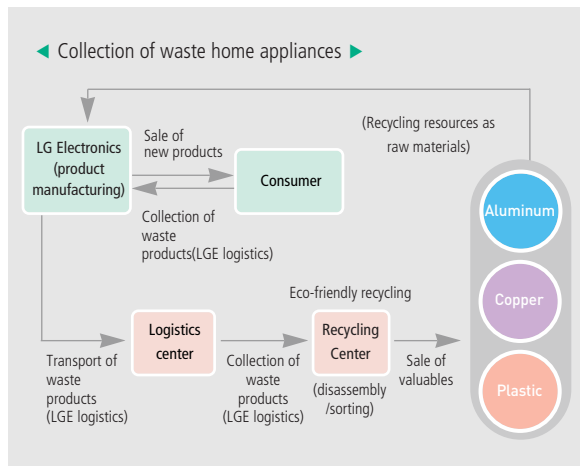 ◀ Collection of waste home appliances ▶
(Recycling resources as
raw materials)
LG Electronics
(product
manufacturing)
Sale of
new products
Consumer
Collection of
waste
products(LGE logistics)
Aluminum
Copper
Plastic
Eco-friendly recycling
Logistics
center
Recycling
Center
Transport of
waste
products
(LGE logistics)
Collection of
waste
products
(LGE logistics)
(disassembly
/sorting)
Sale of
valuables